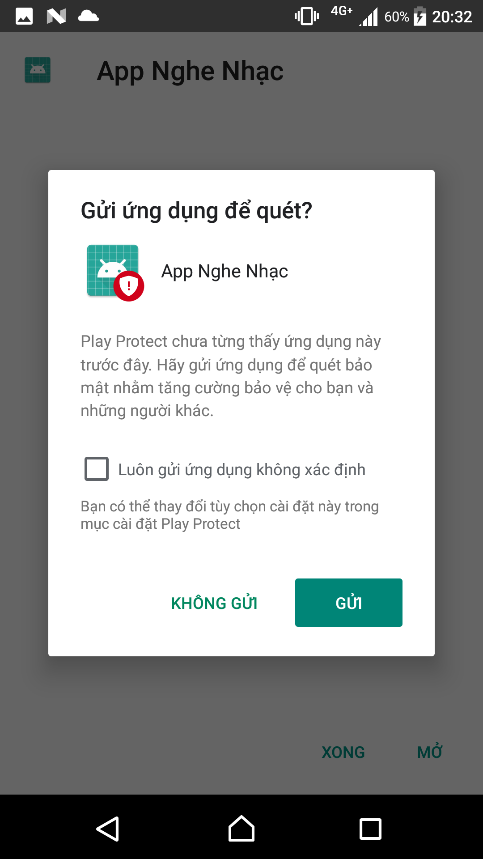 4G+ 60% 20:32
App Nghe Nhạc
Gửi ứng dụng để quét?
App Nghe Nhạc
Play Protect chưa từng thấy ứng dụng này
trước đây. Hãy gửi ứng dụng để quét bảo
mật nhằm tăng cường bảo vệ cho bạn và
những người khác.
Luôn gửi ứng dụng không xác định
Bạn có thể thay đổi tùy chọn cài đặt này trong
mục cài đặt Play Protect
KHÔNG GỬI GỬI
XONG MỞ